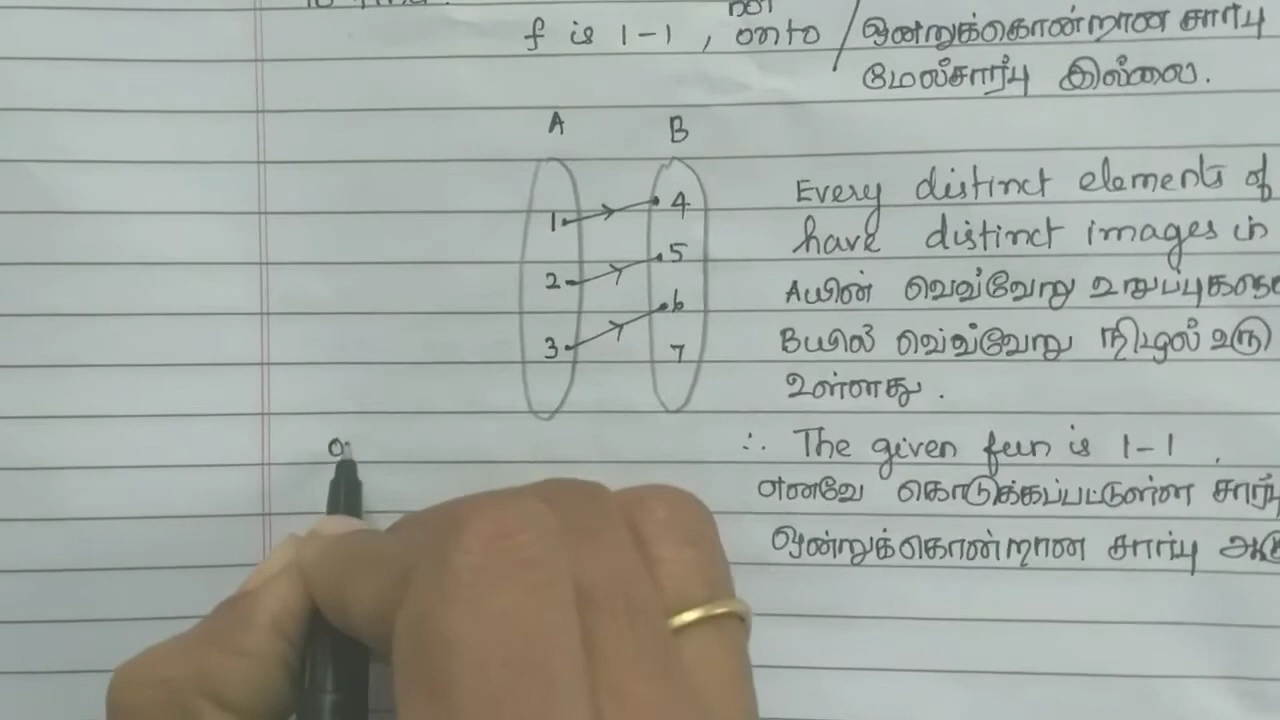 not
f is 1-1 , onto / ஒன்றுக்கொன்றான சார்பு
மேல்சார்பு இல்லை.
A B
1 4
2 5
3 6
7
Every distinct elements of
have distinct images in
Aயின் வெவ்வேறு உறுப்புகளு
Bயில் வெவ்வேறு நிழல் உரு
உள்ளது.
∴ The given fun is 1-1 .
எனவே கொடுக்கப்பட்டுள்ள சார்பு
ஒன்றுக்கொன்றான சார்பு